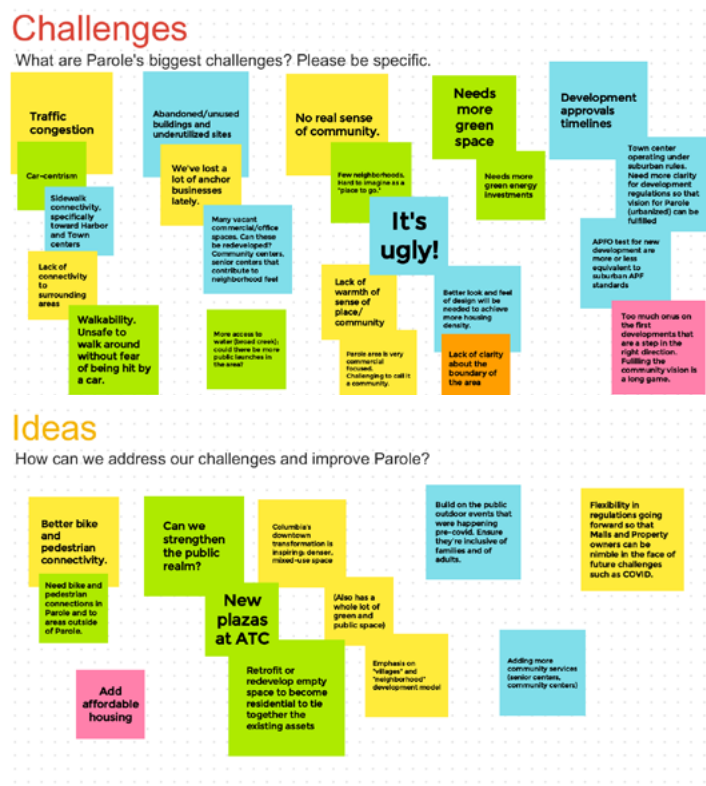 Challenges
What are Parole's biggest challenges? Please be specific.
Traffic
congestion
Car-centrism
Sidewalk
connectivity,
specifically
toward Harbor
and Town
centers
Lack of
connectivity
to
surrounding
areas
Walkability.
Unsafe to
walk around
without fear
of being hit by
a car.
Abandoned/unused
buildings and
underutilized sites
We've lost a
lot of anchor
businesses
lately.
Many vacant
commercial/office
spaces. Can these
be redeveloped?
Community centers,
senior centers that
contribute to
neighborhood feel
More access to
water (broad creek);
could there be more
public launches in
the area?
No real sense
of community.
Few neighborhoods.
Hard to imagine as a
"place to go."
It's
ugly!
Lack of
warmth of
sense of
place/
community
Parole area is very
commercial
focused.
Challenging to call it
a community.
Needs
more
green
space
Needs more
green energy
investments
Better look and feel
of design will be
needed to achieve
more housing
density.
Lack of clarity
about the
boundary of
the area
Development
approvals
timelines
Town center
operating under
suburban rules.
Need more clarity
for development
regulations so that
vision for Parole
(urbanized) can be
fulfilled
APFO test for new
development are
more or less
equivalent to
suburban APF
standards
Too much onus on
the first
developments that
are a step in the
right direction.
Fulfilling the
community vision is
a long game.
Ideas
How can we address our challenges and improve Parole?
Better bike
and
pedestrian
connectivity.
Need bike and
pedestrian
connections in
Parole and to
areas outside
of Parole.
Add
affordable
housing
Can we
strengthen
the public
realm?
New
plazas
at ATC
Retrofit or
redevelop empty
space to become
residential to tie
together the
existing assets
Columbia's
downtown
transformation is
inspiring: denser,
mixed-use space
(Also has a
whole lot of
green and
public space)
Emphasis on
"villages" and
"neighborhood"
development model
Build on the public
outdoor events that
were happening
pre-covid. Ensure
they're inclusive of
families and of
adults.
Adding more
community services
(senior centers,
community centers)
Flexibility in
regulations going
forward so that
Malls and Property
owners can be
nimble in the face of
future challenges
such as COVID.